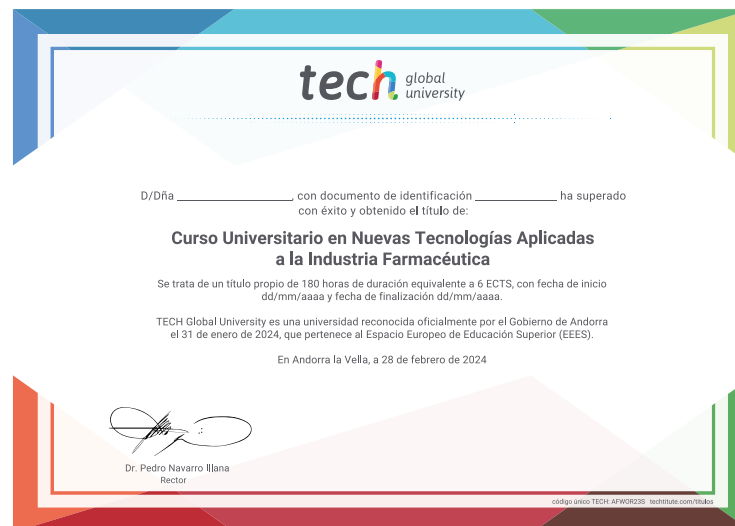 tech global university
D/Dña ______________, con documento de identificación ______________ ha superado
con éxito y obtenido el título de:
Curso Universitario en Nuevas Tecnologías Aplicadas
a la Industria Farmacéutica
Se trata de un título propio de 180 horas de duración equivalente a 6 ECTS, con fecha de inicio
dd/mm/aaaa y fecha de finalización dd/mm/aaaa.
TECH Global University es una universidad reconocida oficialmente por el Gobierno de Andorra
el 31 de enero de 2024, que pertenece al Espacio Europeo de Educación Superior (EEES).
En Andorra la Vella, a 28 de febrero de 2024
Dr. Pedro Navarro Illana
Rector
código único TECH: AFWOR23S techtitute.com/titulos